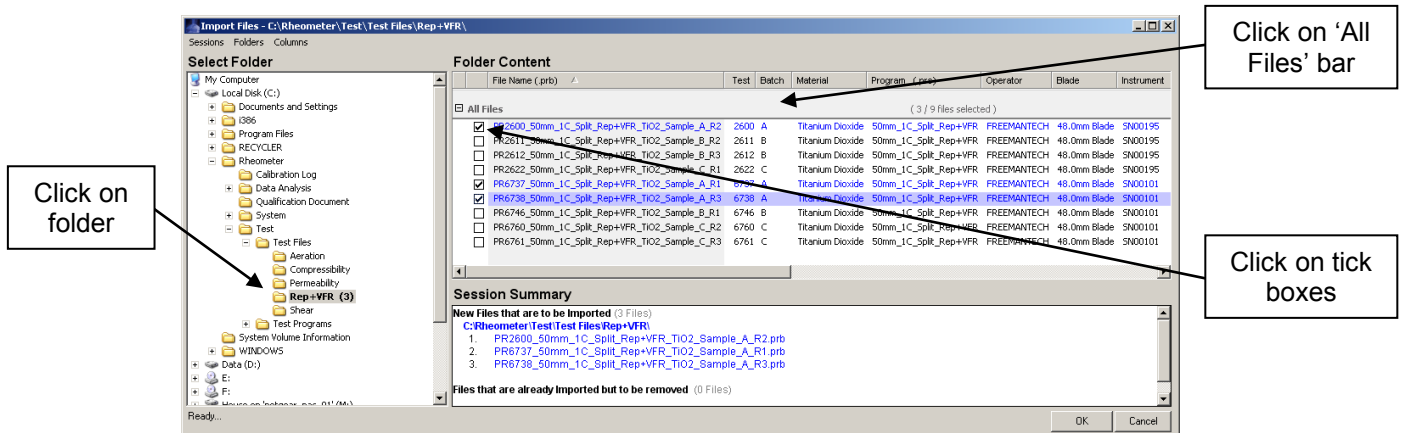 Import Files - C:\Rheometer\Test\Test Files\Rep+VFR\
Sessions Folders Columns
Select Folder
My Computer
Local Disk (C:)
Documents and Settings
I386
Program Files
RECYCLER
Rheometer
Calibration Log
Data Analysis
Qualification Document
System
Test
Test Files
Aeration
Compressibility
Permeability
Rep+VFR (3)
Shear
Test Programs
System Volume Information
WINDOWS
Data (D:)
E:
F:
Ready...
Folder Content
File Name (.prb) Test Batch Material Program (.pro) Operator Blade Instrument
All Files (3 / 9 files selected)
PR2600_50mm_1C_Split_Rep+VFR_TiO2_Sample_A_R2 2600 A Titanium Dioxide 50mm_1C_Split_Rep+VFR FREEMANTECH 48.0mm Blade SN00195
PR2611_50mm_1C_Split_Rep+VFR_TiO2_Sample_B_R2 2611 B Titanium Dioxide 50mm_1C_Split_Rep+VFR FREEMANTECH 48.0mm Blade SN00195
PR2612_50mm_1C_Split_Rep+VFR_TiO2_Sample_B_R3 2612 B Titanium Dioxide 50mm_1C_Split_Rep+VFR FREEMANTECH 48.0mm Blade SN00195
PR2622_50mm_1C_Split_Rep+VFR_TiO2_Sample_C_R1 2622 C Titanium Dioxide 50mm_1C_Split_Rep+VFR FREEMANTECH 48.0mm Blade SN00195
PR6737_50mm_1C_Split_Rep+VFR_TiO2_Sample_A_R1 6737 A Titanium Dioxide 50mm_1C_Split_Rep+VFR FREEMANTECH 48.0mm Blade SN00101
PR6738_50mm_1C_Split_Rep+VFR_TiO2_Sample_A_R3 6738 A Titanium Dioxide 50mm_1C_Split_Rep+VFR FREEMANTECH 48.0mm Blade SN00101
PR6746_50mm_1C_Split_Rep+VFR_TiO2_Sample_B_R1 6746 B Titanium Dioxide 50mm_1C_Split_Rep+VFR FREEMANTECH 48.0mm Blade SN00101
PR6760_50mm_1C_Split_Rep+VFR_TiO2_Sample_C_R2 6760 C Titanium Dioxide 50mm_1C_Split_Rep+VFR FREEMANTECH 48.0mm Blade SN00101
PR6761_50mm_1C_Split_Rep+VFR_TiO2_Sample_C_R3 6761 C Titanium Dioxide 50mm_1C_Split_Rep+VFR FREEMANTECH 48.0mm Blade SN00101
Session Summary
New Files that are to be Imported (3 Files)
C:\Rheometer\Test\Test Files\Rep+VFR\
1. PR2600_50mm_1C_Split_Rep+VFR_TiO2_Sample_A_R2.prb
2. PR6737_50mm_1C_Split_Rep+VFR_TiO2_Sample_A_R1.prb
3. PR6738_50mm_1C_Split_Rep+VFR_TiO2_Sample_A_R3.prb
Files that are already Imported but to be removed (0 Files)
OK Cancel
Click on
folder
Click on 'All
Files' bar
Click on tick
boxes